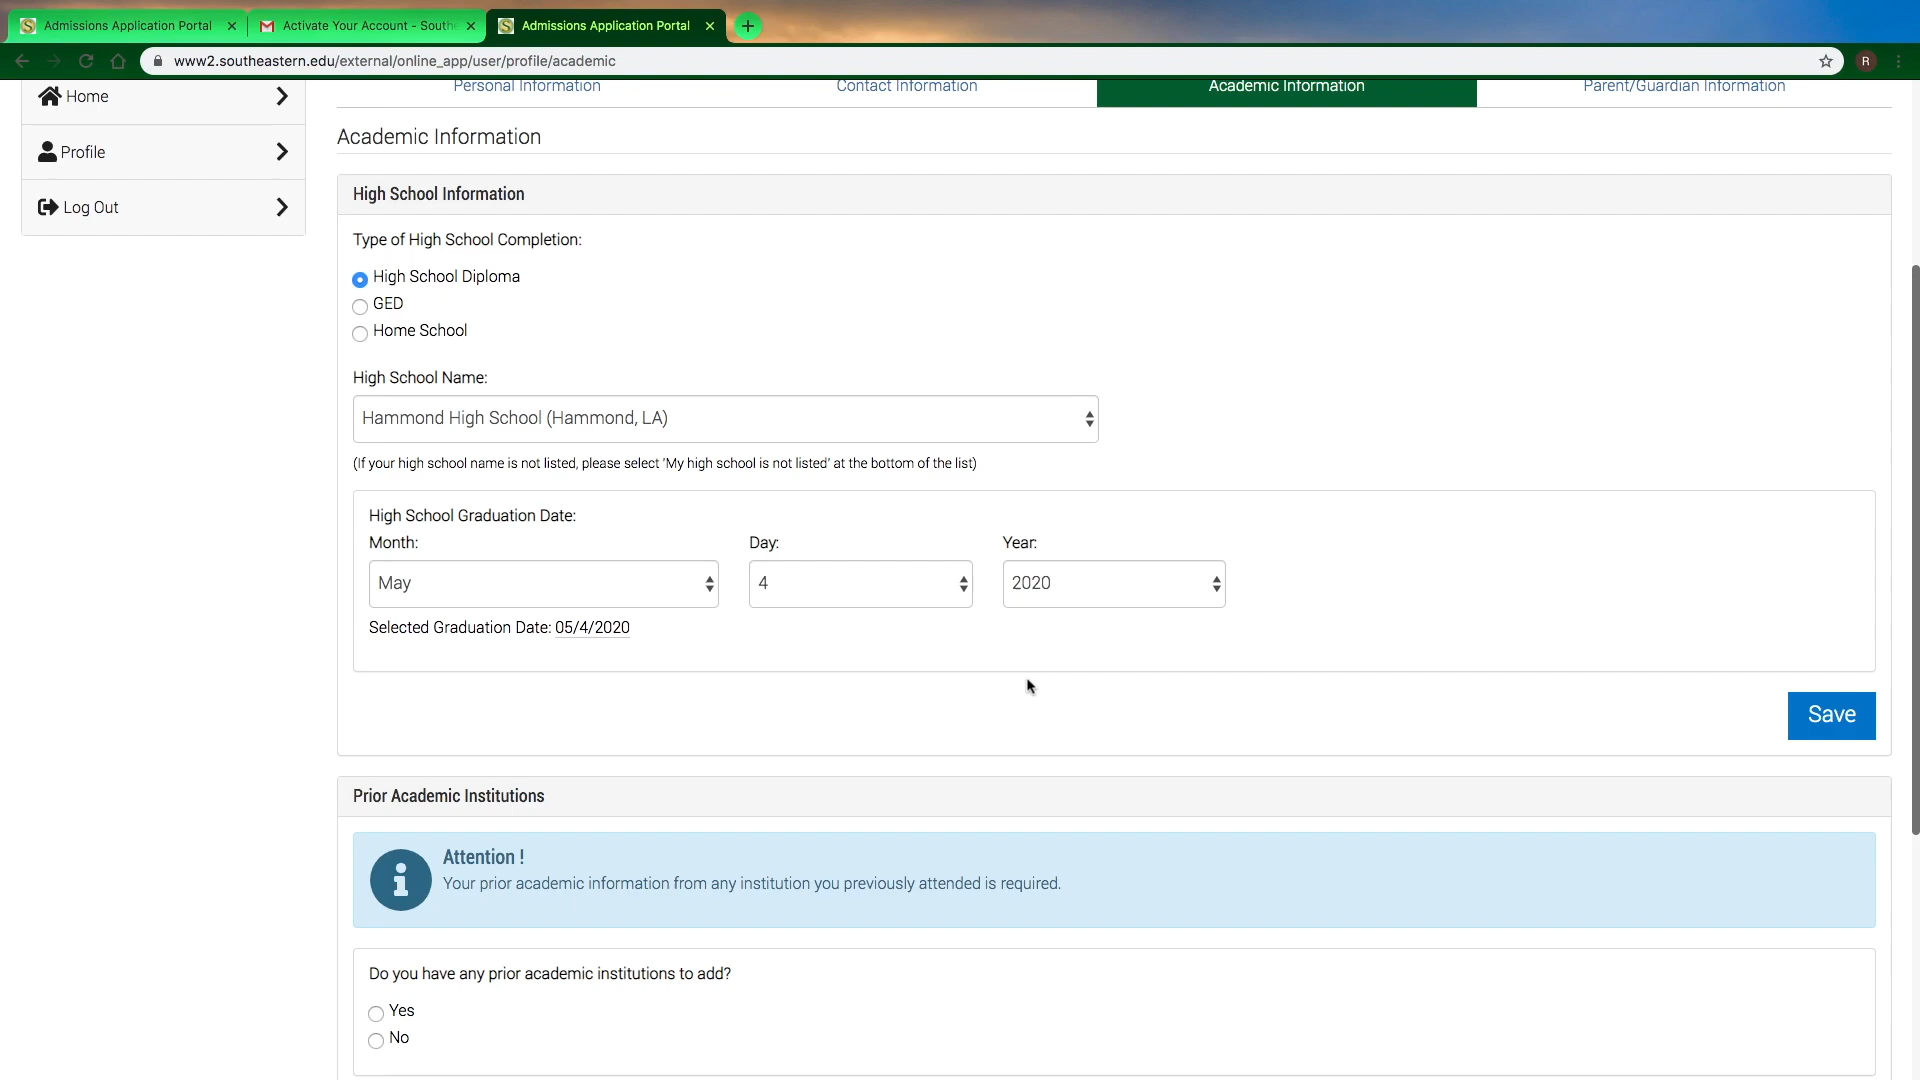 Admissions Application Portal
Activate Your Account - Southe
Admissions Application Portal
www2.southeastern.edu/external/online_app/user/profile/academic
R
Home
Profile
Log Out
Personal Information
Contact Information
Academic Information
Parent/Guardian Information
Academic Information
High School Information
Type of High School Completion:
High School Diploma
GED
Home School
High School Name:
Hammond High School (Hammond, LA)
(If your high school name is not listed, please select 'My high school is not listed' at the bottom of the list)
High School Graduation Date:
Month: Day: Year:
May 4 2020
Selected Graduation Date: 05/4/2020
Save
Prior Academic Institutions
Attention !
Your prior academic information from any institution you previously attended is required.
Do you have any prior academic institutions to add?
Yes
No